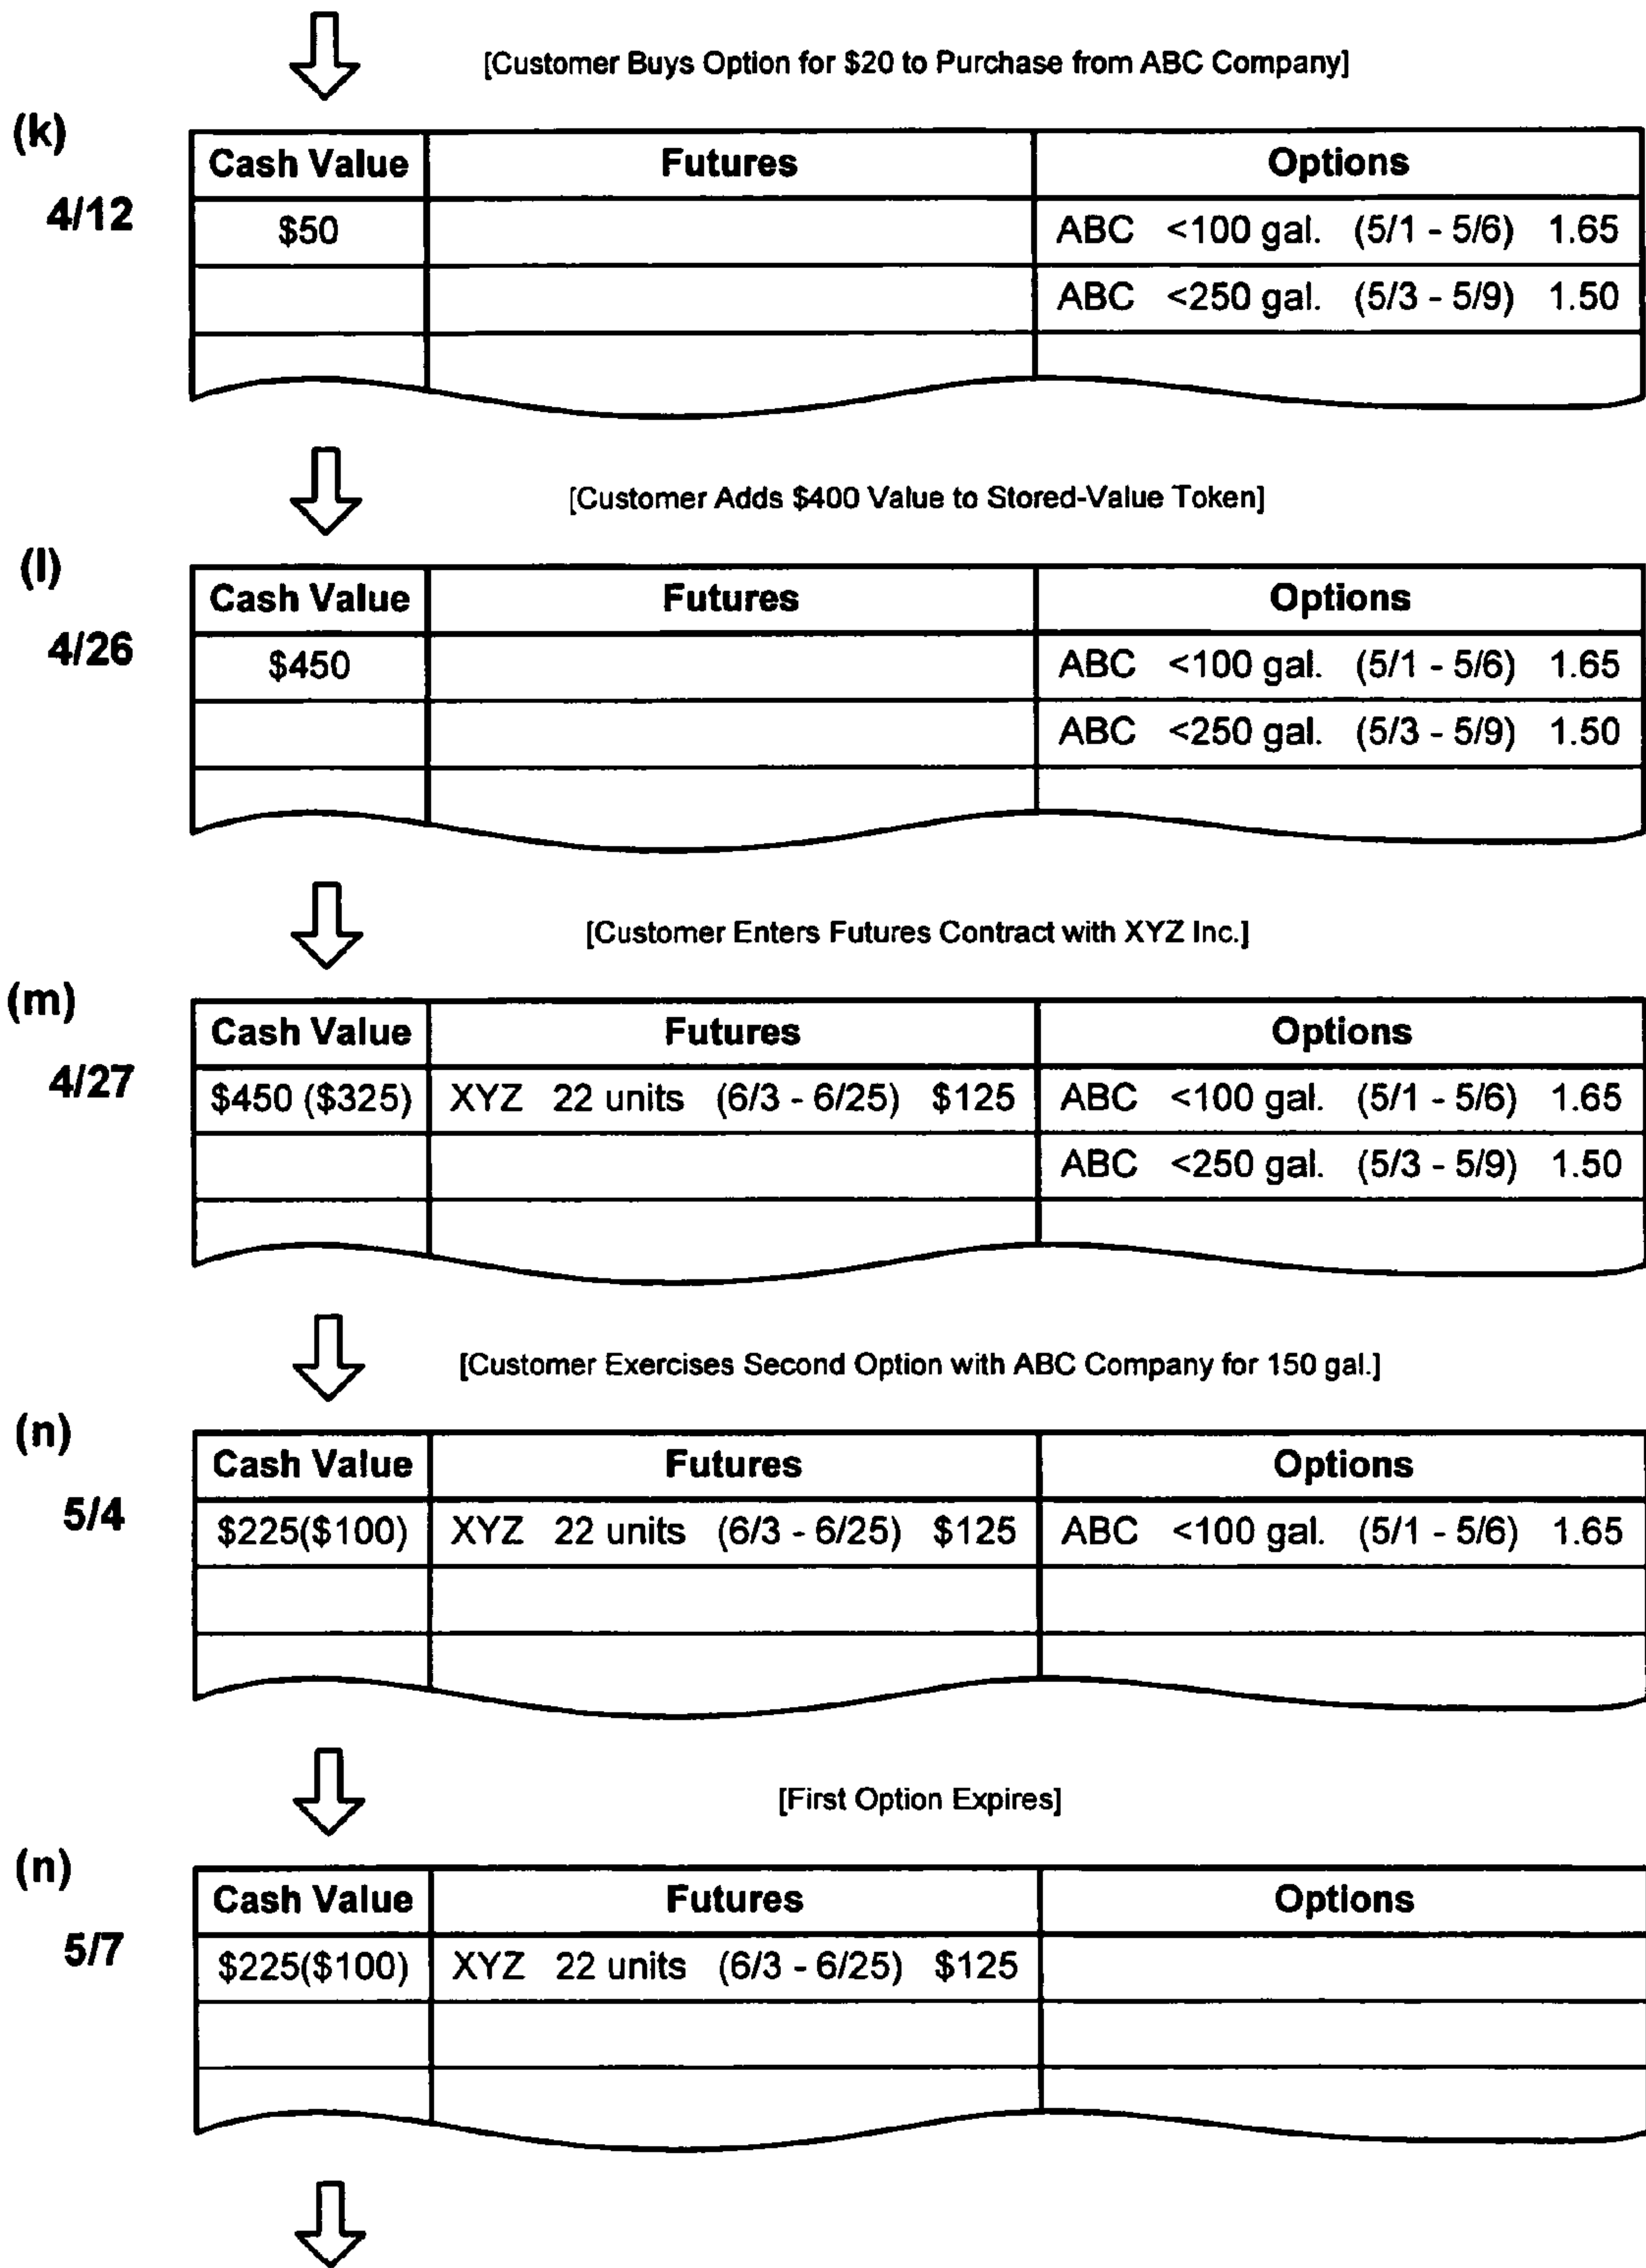 [Customer Buys Option for $20 to Purchase from ABC Company]
(k)
4/12
Cash Value Futures Options
$50 ABC <100 gal. (5/1 - 5/6) 1.65
ABC <250 gal. (5/3 - 5/9) 1.50
[Customer Adds $400 Value to Stored-Value Token]
(l)
4/26
Cash Value Futures Options
$450 ABC <100 gal. (5/1 - 5/6) 1.65
ABC <250 gal. (5/3 - 5/9) 1.50
[Customer Enters Futures Contract with XYZ Inc.]
(m)
4/27
Cash Value Futures Options
$450 ($325) XYZ 22 units (6/3 - 6/25) $125 ABC <100 gal. (5/1 - 5/6) 1.65
ABC <250 gal. (5/3 - 5/9) 1.50
[Customer Exercises Second Option with ABC Company for 150 gal.]
(n)
5/4
Cash Value Futures Options
$225($100) XYZ 22 units (6/3 - 6/25) $125 ABC <100 gal. (5/1 - 5/6) 1.65
[First Option Expires]
(n)
5/7
Cash Value Futures Options
$225($100) XYZ 22 units (6/3 - 6/25) $125